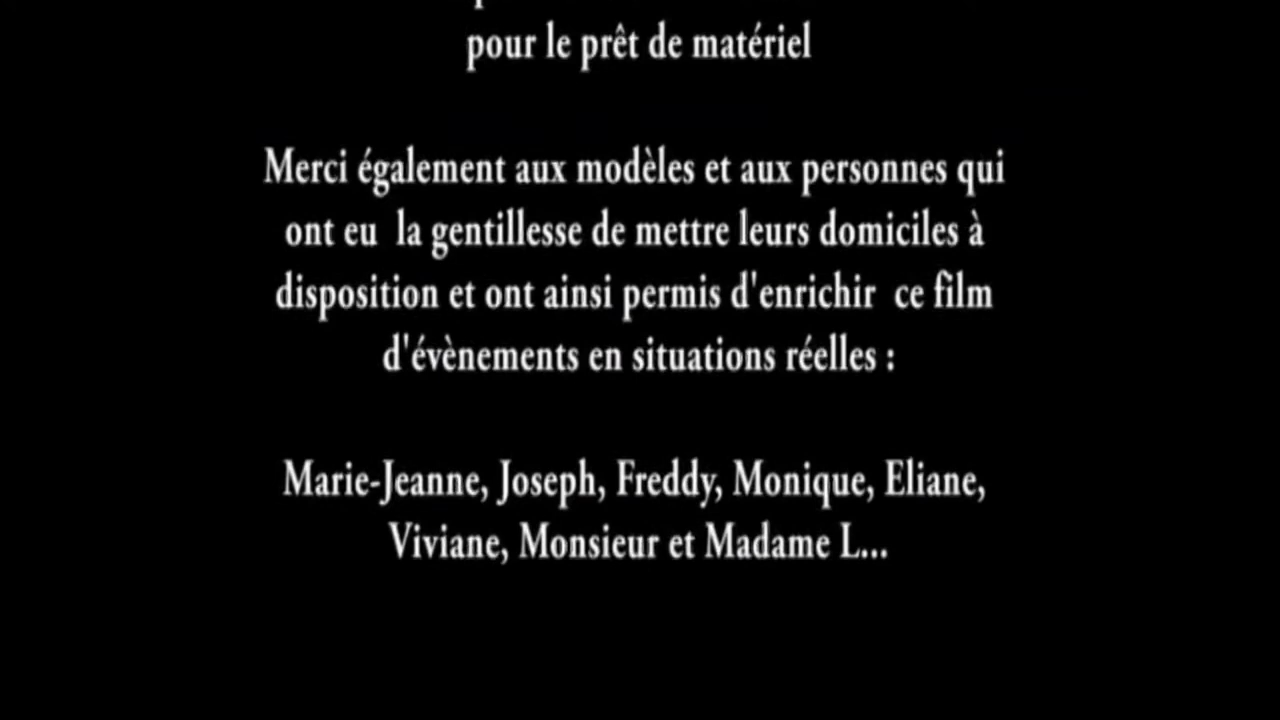 pour le prêt de matériel
Merci également aux modèles et aux personnes qui
ont eu  la gentillesse de mettre leurs domiciles à
disposition et ont ainsi permis d'enrichir  ce film
d'évènements en situations réelles :
Marie-Jeanne, Joseph, Freddy, Monique, Eliane,
Viviane, Monsieur et Madame L...